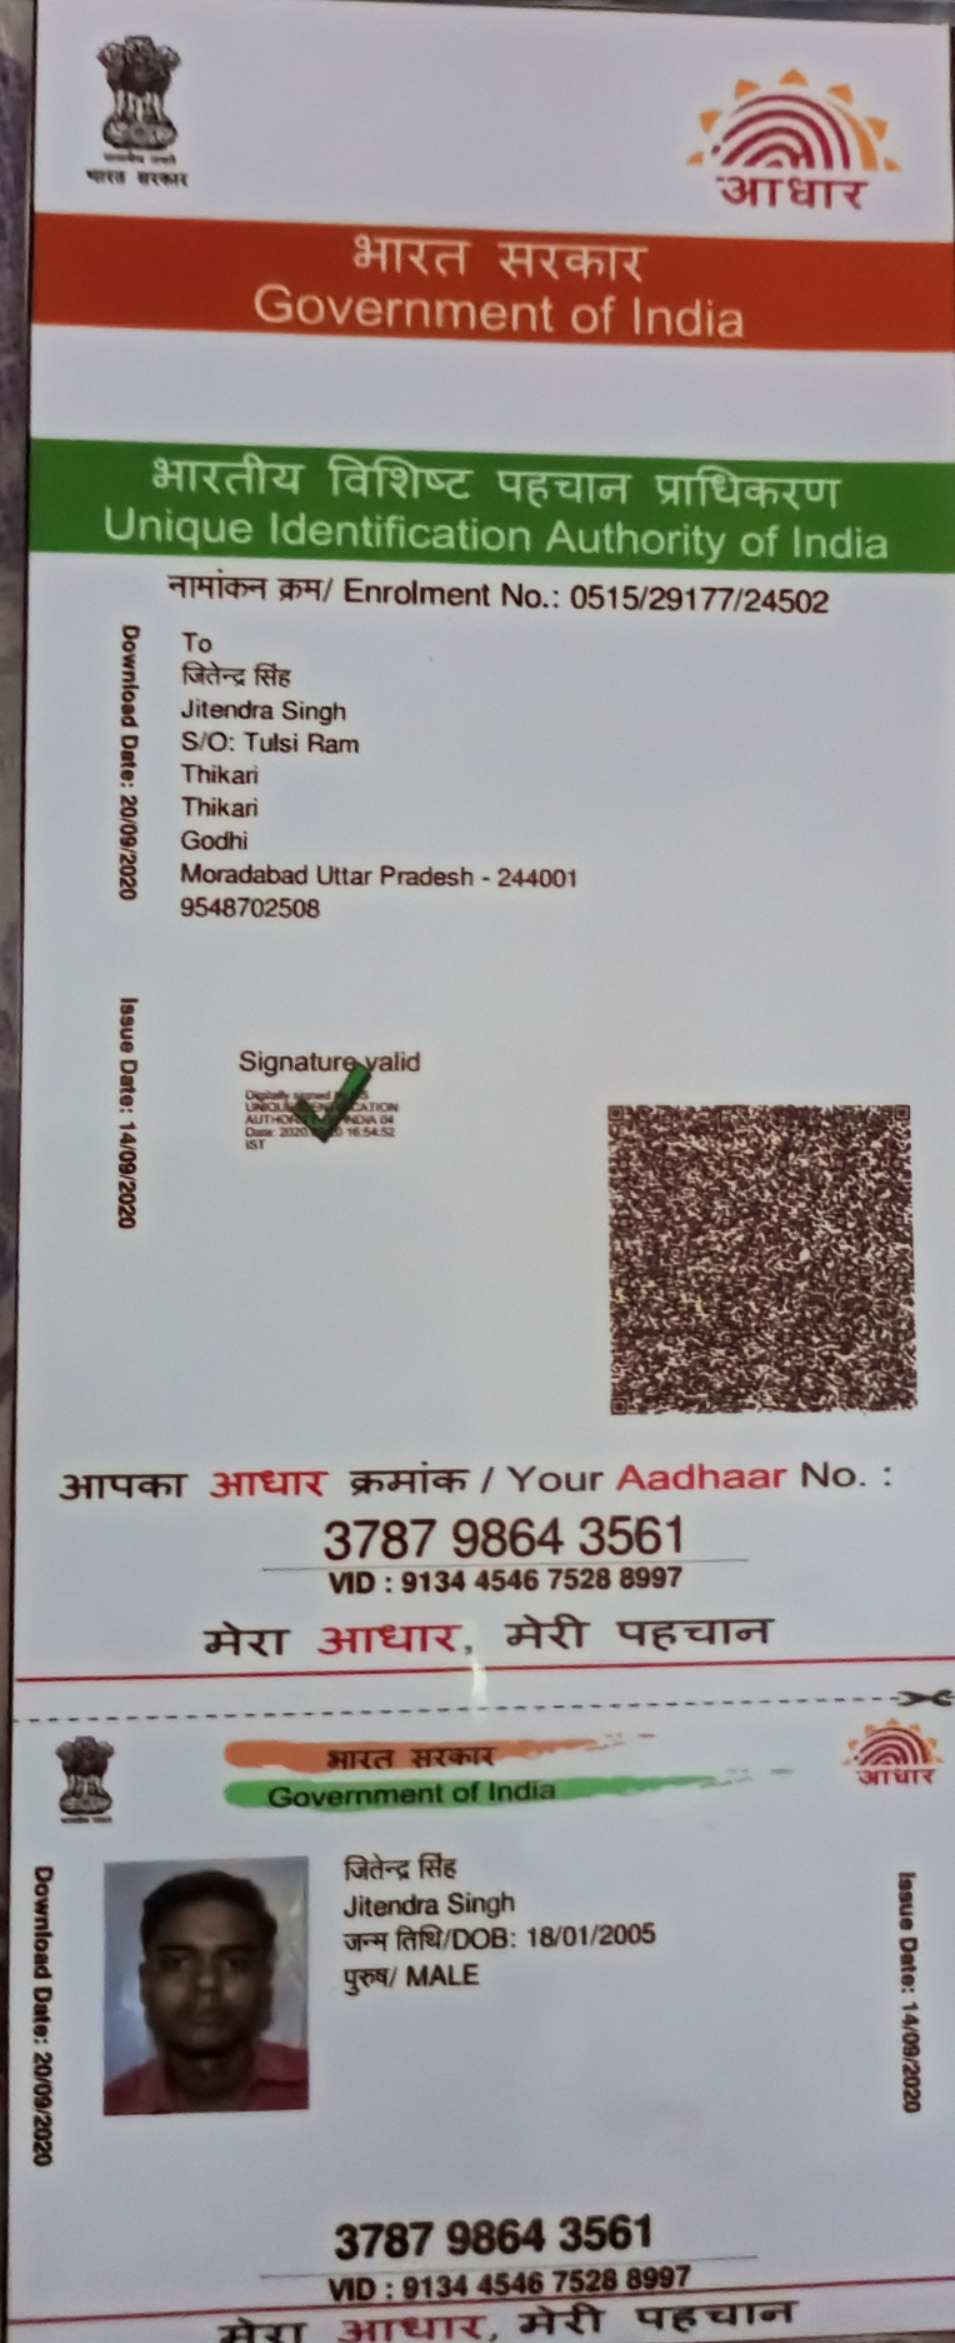 भारत सरकार
आधार
भारत सरकार
Government of India
भारतीय विशिष्ट पहचान प्राधिकरण
Unique Identification Authority of India
नामांकन क्रम/ Enrolment No.: 0515/29177/24502
Download Date: 20/09/2020
To
जितेन्द्र सिंह
Jitendra Singh
S/O: Tulsi Ram
Thikari
Thikari
Godhi
Moradabad Uttar Pradesh - 244001
9548702508
Issue Date: 14/09/2020
Signature valid
Digitally signed
IST
आपका आधार क्रमांक / Your Aadhaar No. :
3787 9864 3561
VID : 9134 4546 7528 8997
मेरा आधार, मेरी पहचान
भारत सरकार
Government of India
आधार
Download Date: 20/09/2020
जितेन्द्र सिंह
Jitendra Singh
जन्म तिथि/DOB: 18/01/2005
पुरुष/ MALE
Issue Date: 14/09/2020
3787 9864 3561
VID : 9134 4546 7528 8997
मेरा आधार, मेरी पहचान